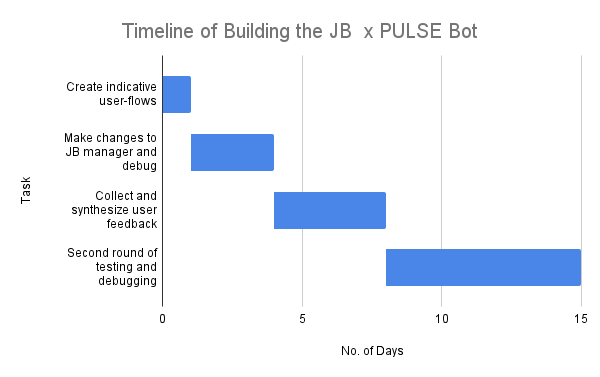 Timeline of Building the JB  x PULSE Bot
Task
Create indicative
user-flows
Make changes to
JB manager and
debug
Collect and
synthesize user
feedback
Second round of
testing and
debugging
0
5
10
15
No. of Days